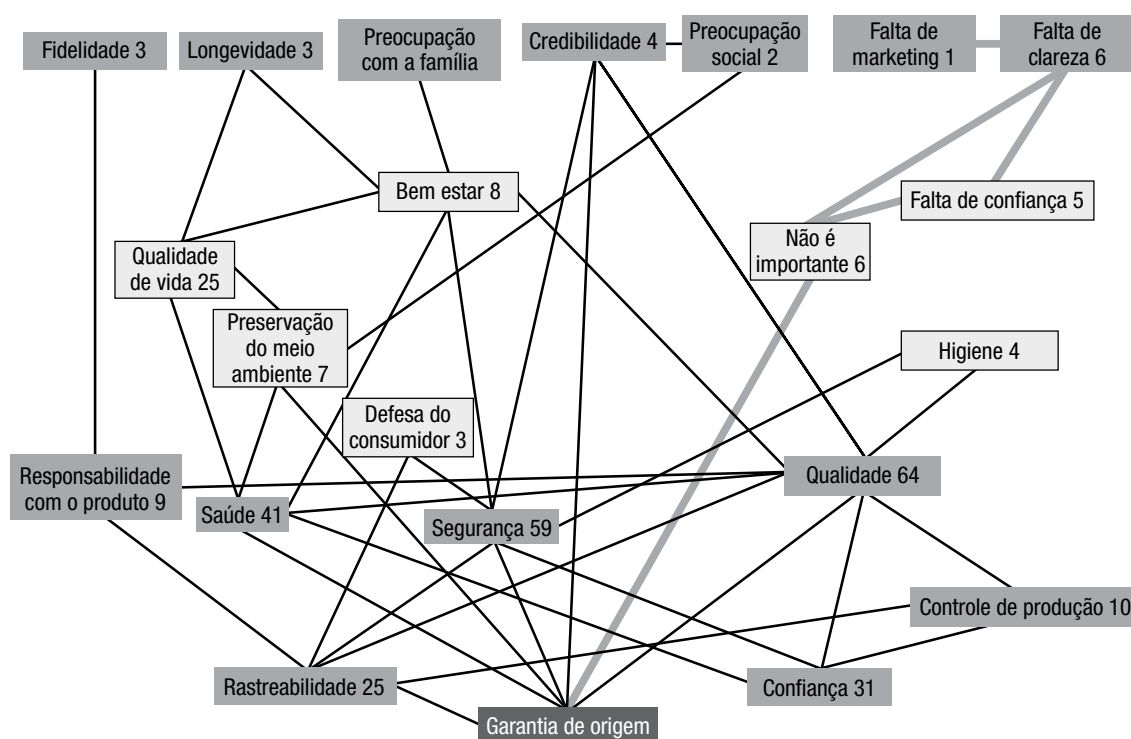 Fidelidade 3
Longevidade 3
Preocupação
com a família
Credibilidade 4
Preocupação
social 2
Falta de
marketing 1
Falta de
clareza 6
Bem estar 8
Falta de confiança 5
Qualidade
de vida 25
Não é
importante 6
Preservação
do meio
ambiente 7
Higiene 4
Defesa do
consumidor 3
Responsabilidade
com o produto 9
Saúde 41
Segurança 59
Qualidade 64
Controle de produção 10
Rastreabilidade 25
Confiança 31
Garantia de origem